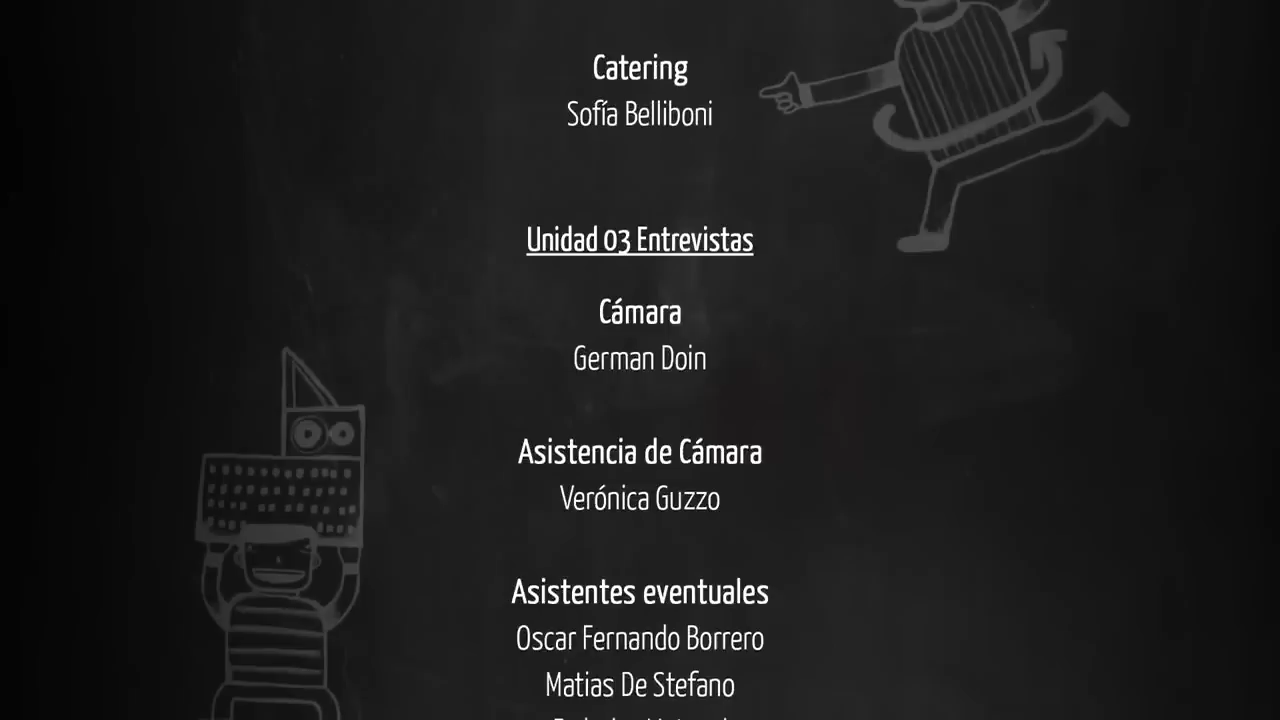 Catering
Sofía Belliboni
Unidad 03 Entrevistas
Cámara
German Doin
Asistencia de Cámara
Verónica Guzzo
Asistentes eventuales
Oscar Fernando Borrero
Matias De Stefano